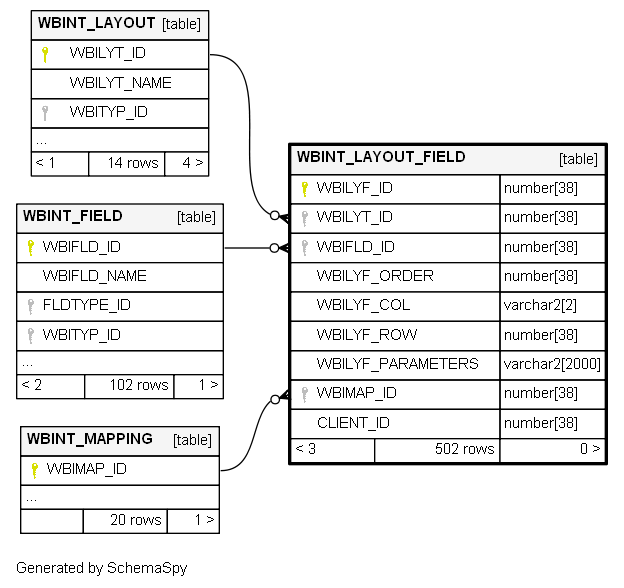 WBINT_LAYOUT [table]
WBILYT_ID
WBILYT_NAME
WBITYP_ID
...
< 1 14 rows 4 >
WBINT_FIELD [table]
WBIFLD_ID
WBIFLD_NAME
FLDTYPE_ID
WBITYP_ID
...
< 2 102 rows 1 >
WBINT_MAPPING [table]
WBIMAP_ID
...
20 rows 1 >
WBINT_LAYOUT_FIELD [table]
WBILYF_ID number[38]
WBILYT_ID number[38]
WBIFLD_ID number[38]
WBILYF_ORDER number[38]
WBILYF_COL varchar2[2]
WBILYF_ROW number[38]
WBILYF_PARAMETERS varchar2[2000]
WBIMAP_ID number[38]
CLIENT_ID number[38]
< 3 502 rows 0 >
Generated by SchemaSpy